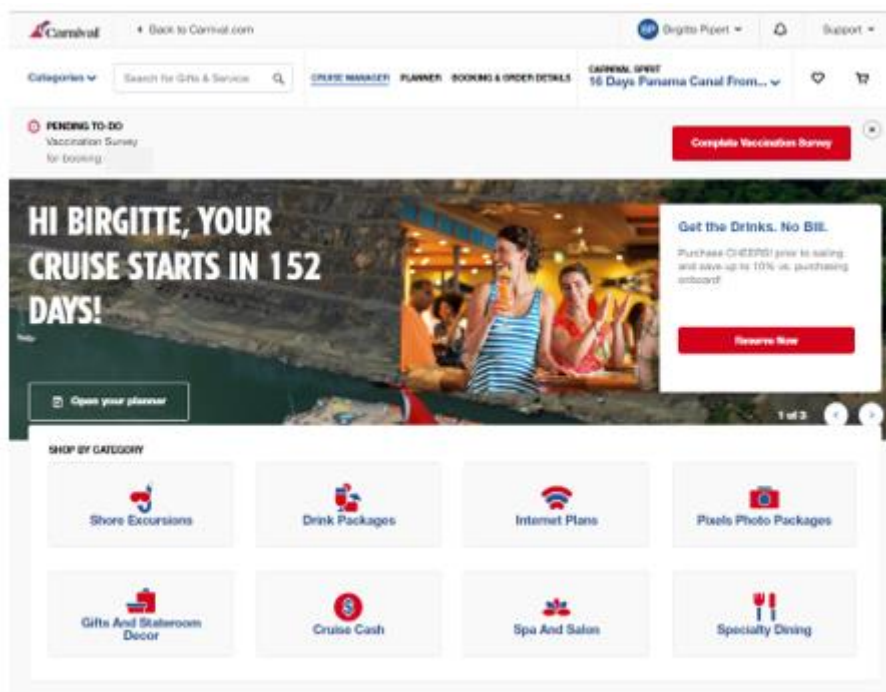 Carnival
Back to Carnival.com
BP Birgitte Pipert
Support
Categories
Search for Gifts & Service
CRUISE MANAGER
PLANNER
BOOKING & ORDER DETAILS
CARNIVAL SPIRIT
16 Days Panama Canal From...
PENDING TO-DO
Vaccination Survey
for booking
Complete Vaccination Survey
HI BIRGITTE, YOUR
CRUISE STARTS IN 152
DAYS!
Open your planner
Get the Drinks. No Bill.
Purchase CHEERS! prior to sailing
and save up to 10% vs. purchasing
onboard!
Reserve Now
1 of 3
SHOP BY CATEGORY
Shore Excursions
Drink Packages
Internet Plans
Pixels Photo Packages
Gifts And Stateroom
Decor
Cruise Cash
Spa And Salon
Specialty Dining